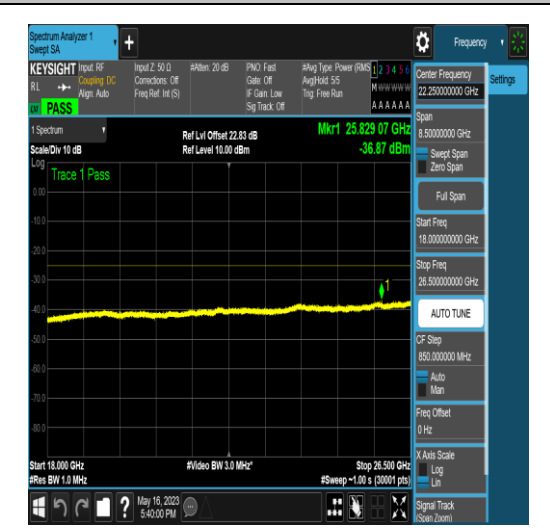 Spectrum Analyzer 1
Swept SA
+
Frequency
KEYSIGHT
RL
Input: RF
Coupling: DC
Align: Auto
Input Z: 50 Ω
Corrections: Off
Freq Ref: Int (S)
#Atten: 20 dB
PNO: Fast
Gate: Off
IF Gain: Low
Sig Track: Off
#Avg Type: Power (RMS)
Avg|Hold: 5/5
Trig: Free Run
1 2 3 4 5 6
M W W W W W
A A A A A A
LXI PASS
1 Spectrum
Scale/Div 10 dB
Ref Lvl Offset 22.83 dB
Ref Level 10.00 dBm
Mkr1 25.829 07 GHz
-36.87 dBm
Log
Trace 1 Pass
0.00
-10.0
-20.0
-30.0
-40.0
-50.0
-60.0
-70.0
-80.0
1
Start 18.000 GHz
#Res BW 1.0 MHz
#Video BW 3.0 MHz*
Stop 26.500 GHz
#Sweep ~1.00 s (30001 pts)
May 16, 2023
5:40:00 PM
?
Center Frequency
22.250000000 GHz
Settings
Span
8.50000000 GHz
Swept Span
Zero Span
Full Span
Start Freq
18.000000000 GHz
Stop Freq
26.500000000 GHz
AUTO TUNE
CF Step
850.000000 MHz
Auto
Man
Freq Offset
0 Hz
X Axis Scale
Log
Lin
Signal Track
(Span Zoom)